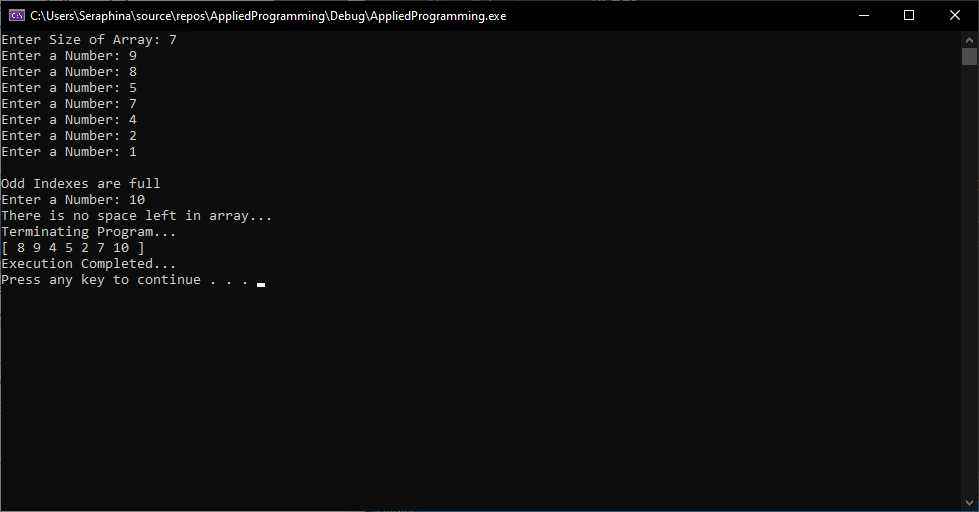 C:\Users\Seraphina\source\repos\AppliedProgramming\Debug\AppliedProgramming.exe
Enter Size of Array: 7
Enter a Number: 9
Enter a Number: 8
Enter a Number: 5
Enter a Number: 7
Enter a Number: 4
Enter a Number: 2
Enter a Number: 1
Odd Indexes are full
Enter a Number: 10
There is no space left in array...
Terminating Program...
[ 8 9 4 5 2 7 10 ]
Execution Completed...
Press any key to continue . . .